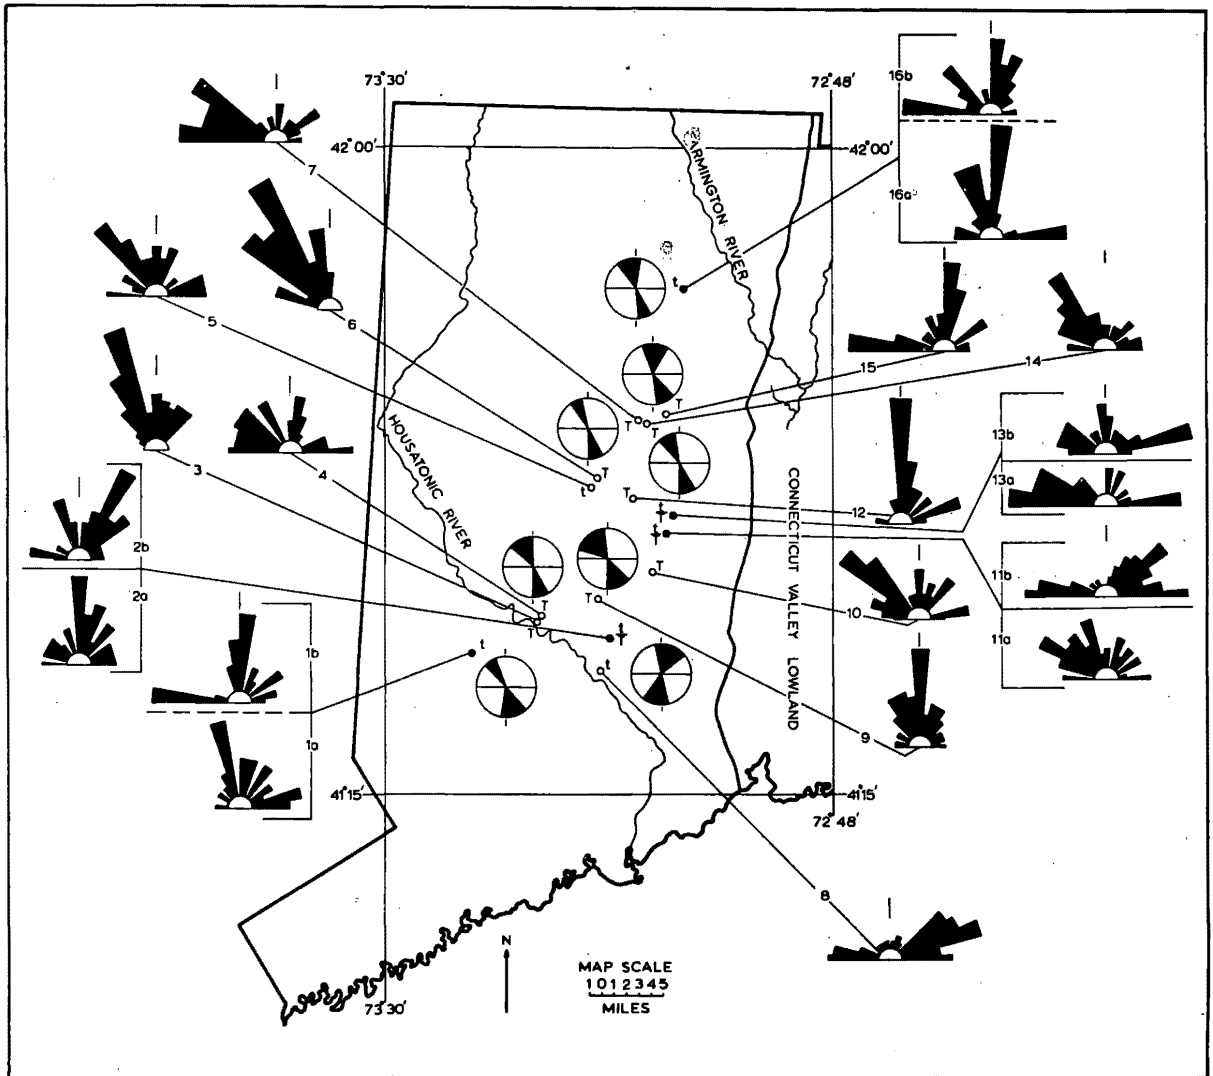 73° 30'
72° 48'
16b
42° 00'
42° 00'
7
FARMINGTON RIVER
16a
t
5
6
15
14
T
T
T
HOUSATONIC RIVER
13b
3
4
T
t
13a
T
12
CONNECTICUT VALLEY LOWLAND
t
t
2b
11b
T
2a
T
10
T
11a
T
t
1b
t
t
9
1a
41° 15'
41° 15'
72° 48'
8
N
MAP SCALE
1 0 1 2 3 4 5
MILES
73° 30'